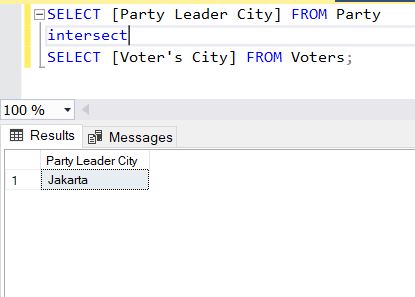 SELECT [Party Leader City] FROM Party
intersect
SELECT [Voter's City] FROM Voters;
100 %
Results Messages
Party Leader City
1 Jakarta